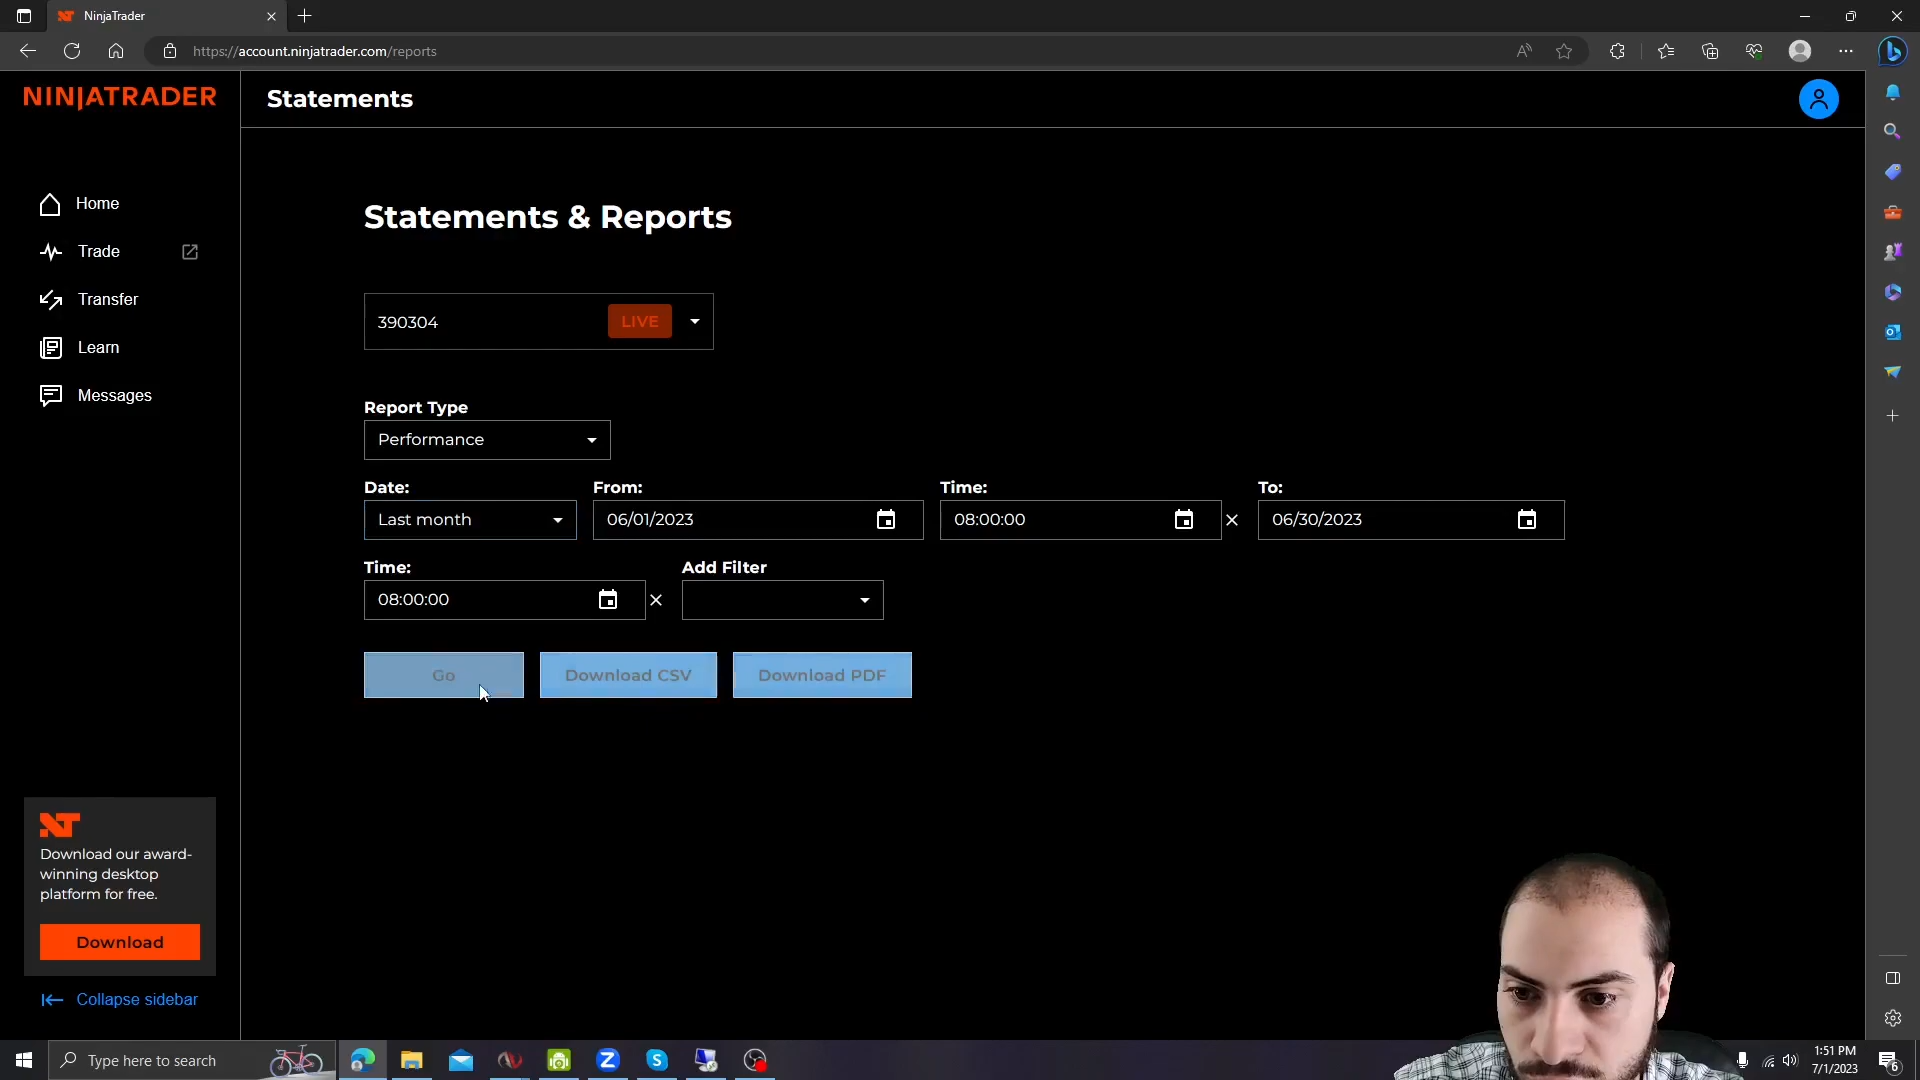 NinjaTrader
https://account.ninjatrader.com/reports
NINJATRADER
Statements
Home
Trade
Transfer
Learn
Messages
Statements & Reports
390304 LIVE
Report Type
Performance
Date: From: Time: To:
Last month 06/01/2023 08:00:00 06/30/2023
Time: Add Filter
08:00:00
Go Download CSV Download PDF
NT
Download our award-
winning desktop
platform for free.
Download
Collapse sidebar
Type here to search
1:51 PM
7/1/2023
6